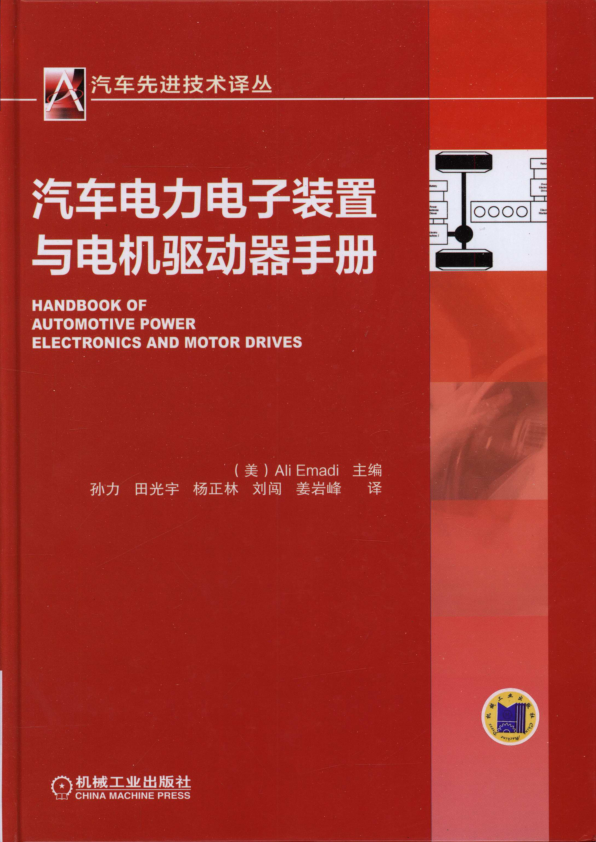 汽车先进技术译丛
汽车电力电子装置
与电机驱动器手册
HANDBOOK OF
AUTOMOTIVE POWER
ELECTRONICS AND MOTOR DRIVES
（美）Ali Emadi 主编
孙力 田光宇 杨正林 刘闯 姜岩峰 译
机械工业出版社
CHINA MACHINE PRESS